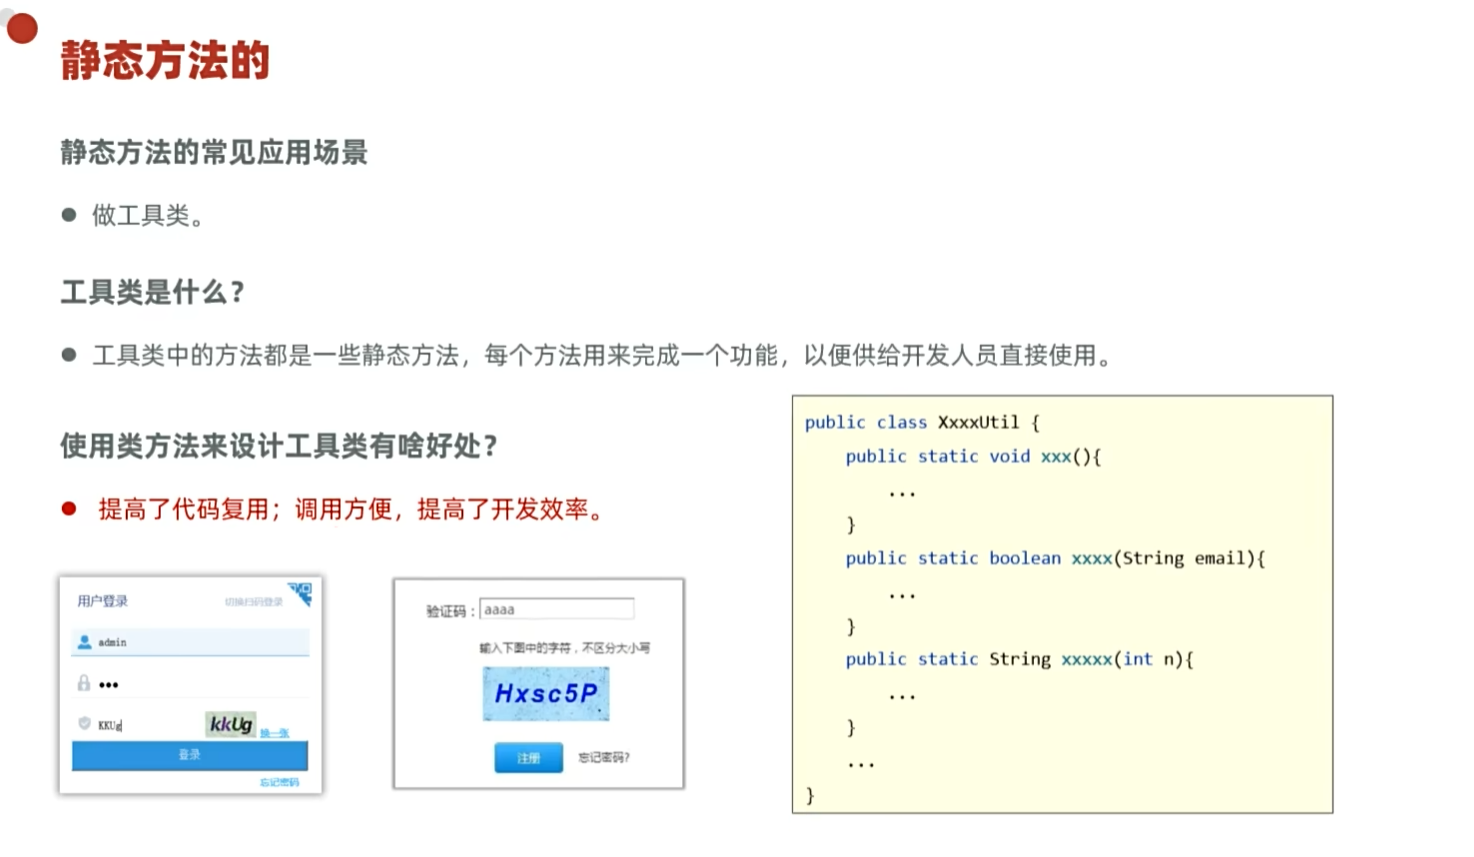 静态方法的
静态方法的常见应用场景
做工具类。
工具类是什么？
工具类中的方法都是一些静态方法，每个方法用来完成一个功能，以便供给开发人员直接使用。
使用类方法来设计工具类有啥好处？
提高了代码复用；调用方便，提高了开发效率。
用户登录 切换扫码登录
admin
KKUg kkUg 换一张
登录
忘记密码
验证码：aaaa
输入下图中的字符，不区分大小写
Hxsc5P
注册 忘记密码?
public class XxxxUtil {
public static void xxx(){
...
}
public static boolean xxxx(String email){
...
}
public static String xxxxx(int n){
...
}
...
}